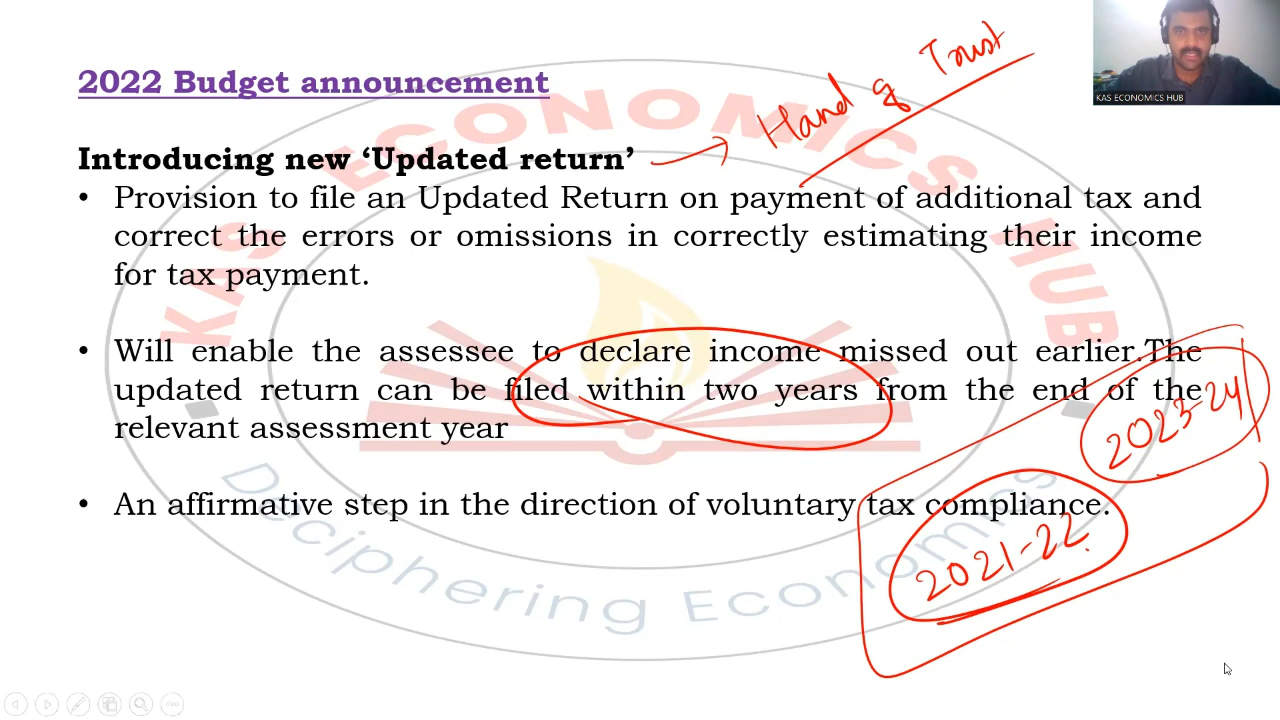 2022 Budget announcement
Hand of Trust
KAS ECONOMICS HUB
Introducing new ‘Updated return’
• Provision to file an Updated Return on payment of additional tax and
correct the errors or omissions in correctly estimating their income
for tax payment.
• Will enable the assessee to declare income missed out earlier.The
updated return can be filed within two years from the end of the
relevant assessment year
2023-24
• An affirmative step in the direction of voluntary tax compliance.
2021-22
KAS ECONOMICS HUB
Deciphering Economics